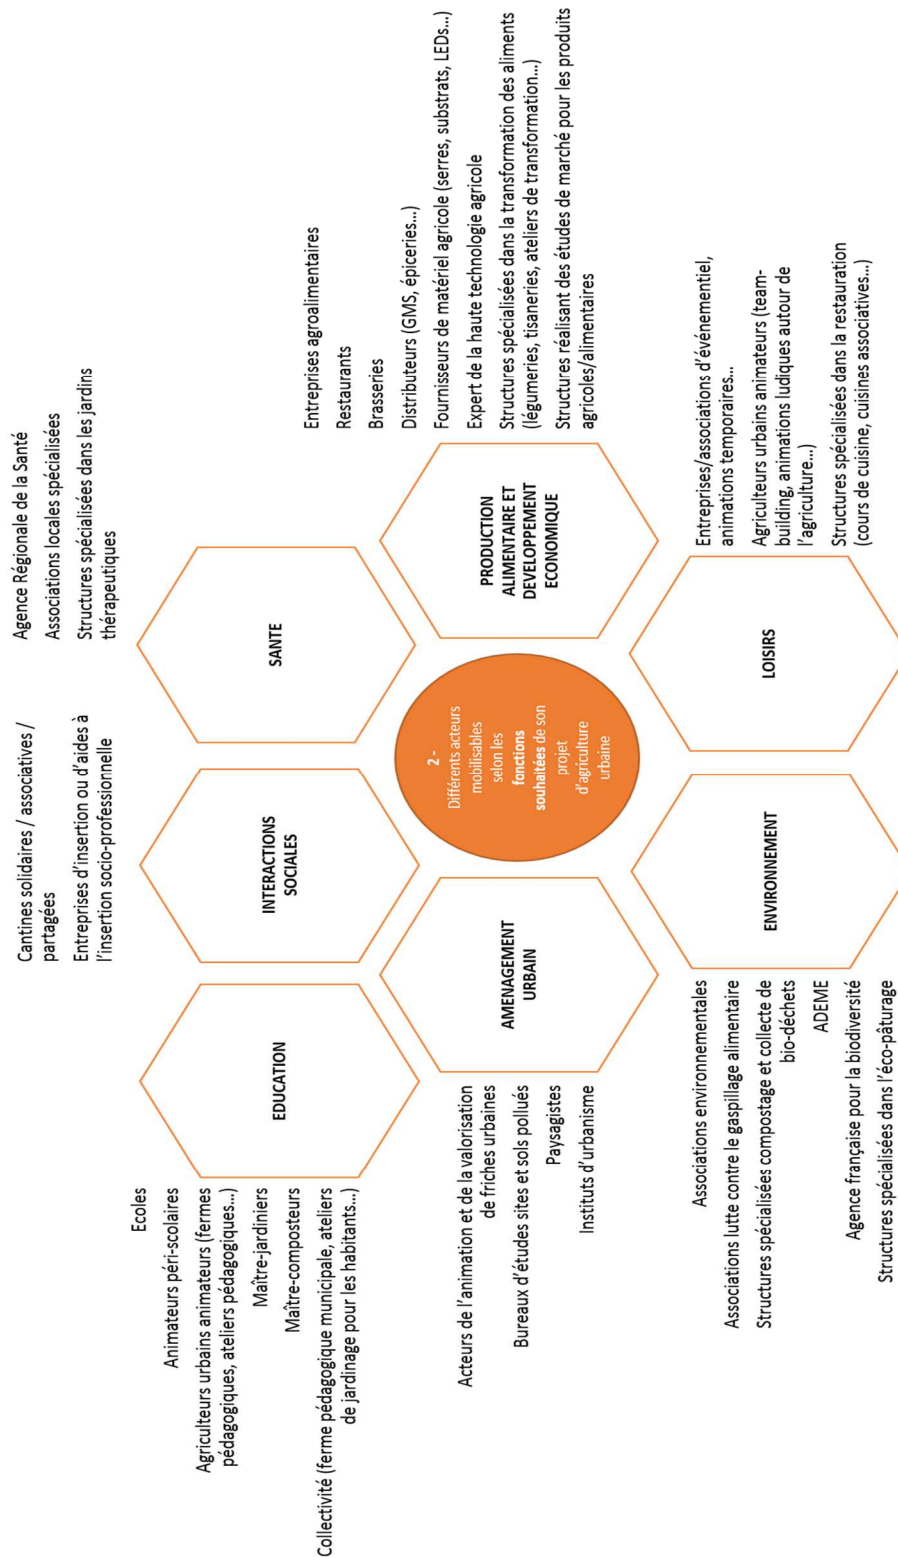 Cantines solidaires / associatives /
partagées
Entreprises d'insertion ou d'aides à
l'insertion socio-professionnelle
Agence Régionale de la Santé
Associations locales spécialisées
Structures spécialisées dans les jardins
thérapeutiques
Ecoles
Animateurs péri-scolaires
Agriculteurs urbains animateurs (fermes
pédagogiques, ateliers pédagogiques...)
Maître-jardiniers
Maître-composteurs
Collectivité (ferme pédagogique municipale, ateliers
de jardinage pour les habitants...)
EDUCATION
INTERACTIONS
SOCIALES
SANTE
Entreprises agroalimentaires
Restaurants
Brasseries
Distributeurs (GMS, épiceries...)
Fournisseurs de matériel agricole (serres, substrats, LEDs...)
Expert de la haute technologie agricole
Structures spécialisées dans la transformation des aliments
(légumeries, tisaneries, ateliers de transformation...)
Structures réalisant des études de marché pour les produits
agricoles/alimentaires
Acteurs de l'animation et de la valorisation
de friches urbaines
Bureaux d'études sites et sols pollués
Paysagistes
Instituts d'urbanisme
AMENAGEMENT
URBAIN
2 -
Différents acteurs
mobilisables
selon les
fonctions
souhaitées de son
projet
d'agriculture
urbaine
PRODUCTION
ALIMENTAIRE ET
DEVELOPPEMENT
ECONOMIQUE
Associations environnementales
Associations lutte contre le gaspillage alimentaire
Structures spécialisées compostage et collecte de
bio-déchets
ADEME
Agence française pour la biodiversité
Structures spécialisées dans l'éco-pâturage
ENVIRONNEMENT
LOISIRS
Entreprises/associations d'événementiel,
animations temporaires...
Agriculteurs urbains animateurs (team-
building, animations ludiques autour de
l'agriculture...)
Structures spécialisées dans la restauration
(cours de cuisine, cuisines associatives...)